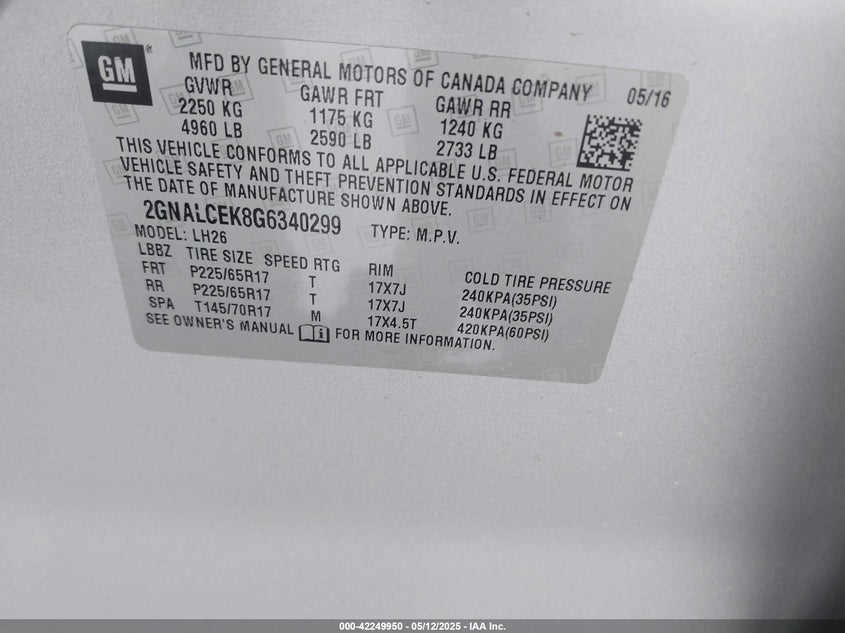 GM
MFD BY GENERAL MOTORS OF CANADA COMPANY 05/16
GVWR GAWR FRT GAWR RR
2250 KG 1175 KG 1240 KG
4960 LB 2590 LB 2733 LB
THIS VEHICLE CONFORMS TO ALL APPLICABLE U.S. FEDERAL MOTOR
VEHICLE SAFETY AND THEFT PREVENTION STANDARDS IN EFFECT ON
THE DATE OF MANUFACTURE SHOWN ABOVE.
2GNALCEK8G6340299 TYPE: M.P.V.
MODEL: LH26
LBBZ TIRE SIZE SPEED RTG RIM COLD TIRE PRESSURE
FRT P225/65R17 T 17X7J 240KPA(35PSI)
RR P225/65R17 T 17X7J 240KPA(35PSI)
SPA T145/70R17 M 17X4.5T 420KPA(60PSI)
SEE OWNER'S MANUAL FOR MORE INFORMATION.
000-42249950 - 05/12/2025 - IAA Inc.